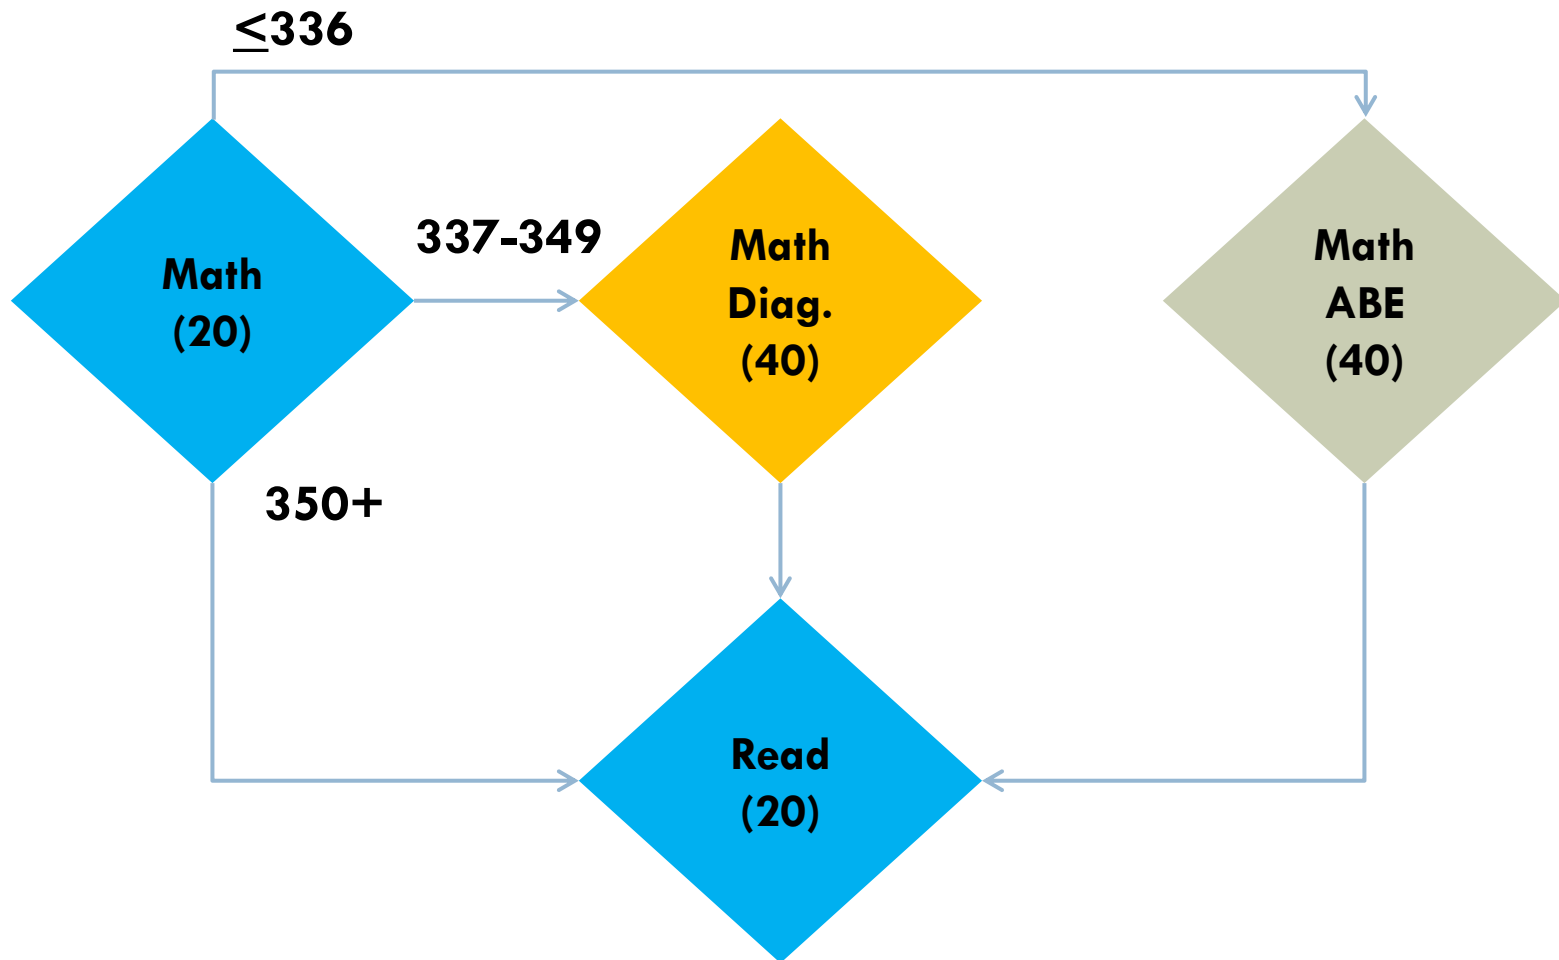 ≤336
337-349
Math
(20)
Math
Diag.
(40)
Math
ABE
(40)
350+
Read
(20)